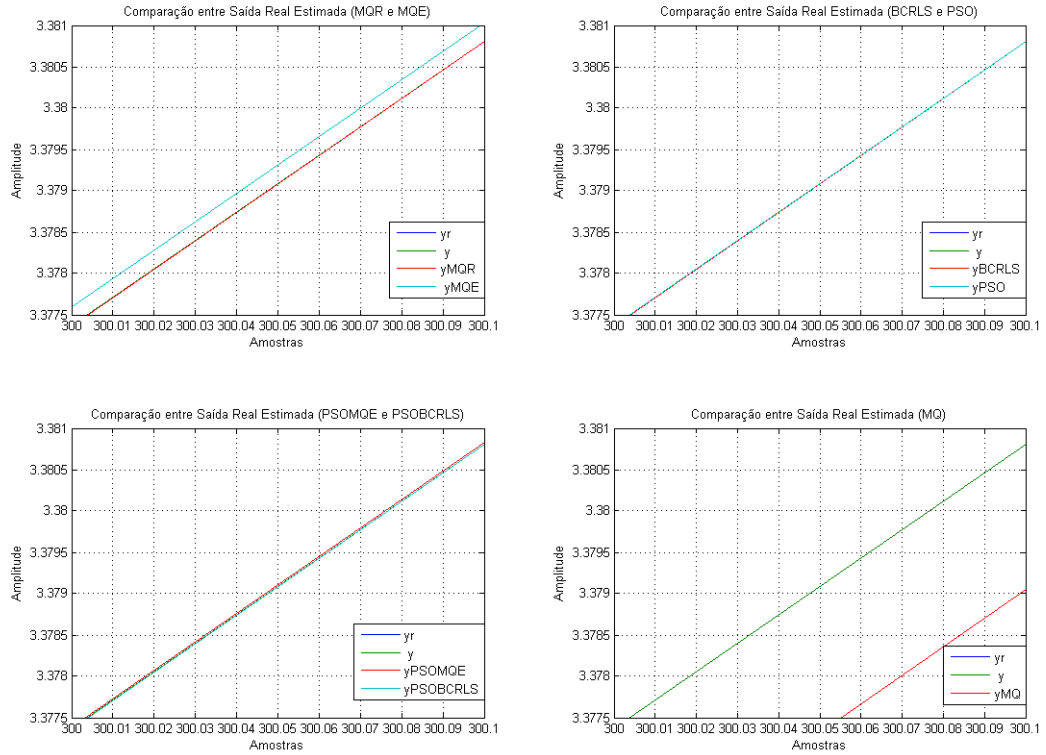 Comparação entre Saída Real Estimada (MQR e MQE)
3.381
3.3805
3.38
3.3795
3.379
3.3785
3.378
3.3775
Amplitude
300 300.01 300.02 300.03 300.04 300.05 300.06 300.07 300.08 300.09 300.1
Amostras
yr
y
yMQR
yMQE
Comparação entre Saída Real Estimada (BCRLS e PSO)
3.381
3.3805
3.38
3.3795
3.379
3.3785
3.378
3.3775
Amplitude
300 300.01 300.02 300.03 300.04 300.05 300.06 300.07 300.08 300.09 300.1
Amostras
yr
y
yBCRLS
yPSO
Comparação entre Saída Real Estimada (PSOMQE e PSOBCRLS)
3.381
3.3805
3.38
3.3795
3.379
3.3785
3.378
3.3775
Amplitude
300 300.01 300.02 300.03 300.04 300.05 300.06 300.07 300.08 300.09 300.1
Amostras
yr
y
yPSOMQE
yPSOBCRLS
Comparação entre Saída Real Estimada (MQ)
3.381
3.3805
3.38
3.3795
3.379
3.3785
3.378
3.3775
Amplitude
300 300.01 300.02 300.03 300.04 300.05 300.06 300.07 300.08 300.09 300.1
Amostras
yr
y
yMQ